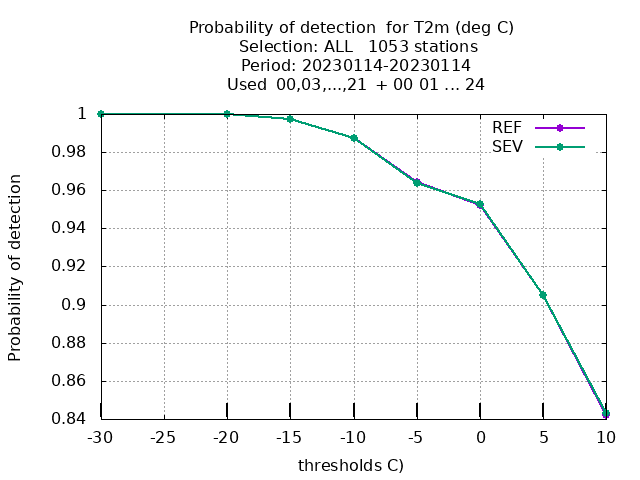 Probability of detection  for T2m (deg C)
Selection: ALL   1053 stations
Period: 20230114-20230114
Used  00,03,...,21  + 00 01 ... 24
REF
SEV
Probability of detection
1
0.98
0.96
0.94
0.92
0.9
0.88
0.86
0.84
-30 -25 -20 -15 -10 -5 0 5 10
thresholds C)